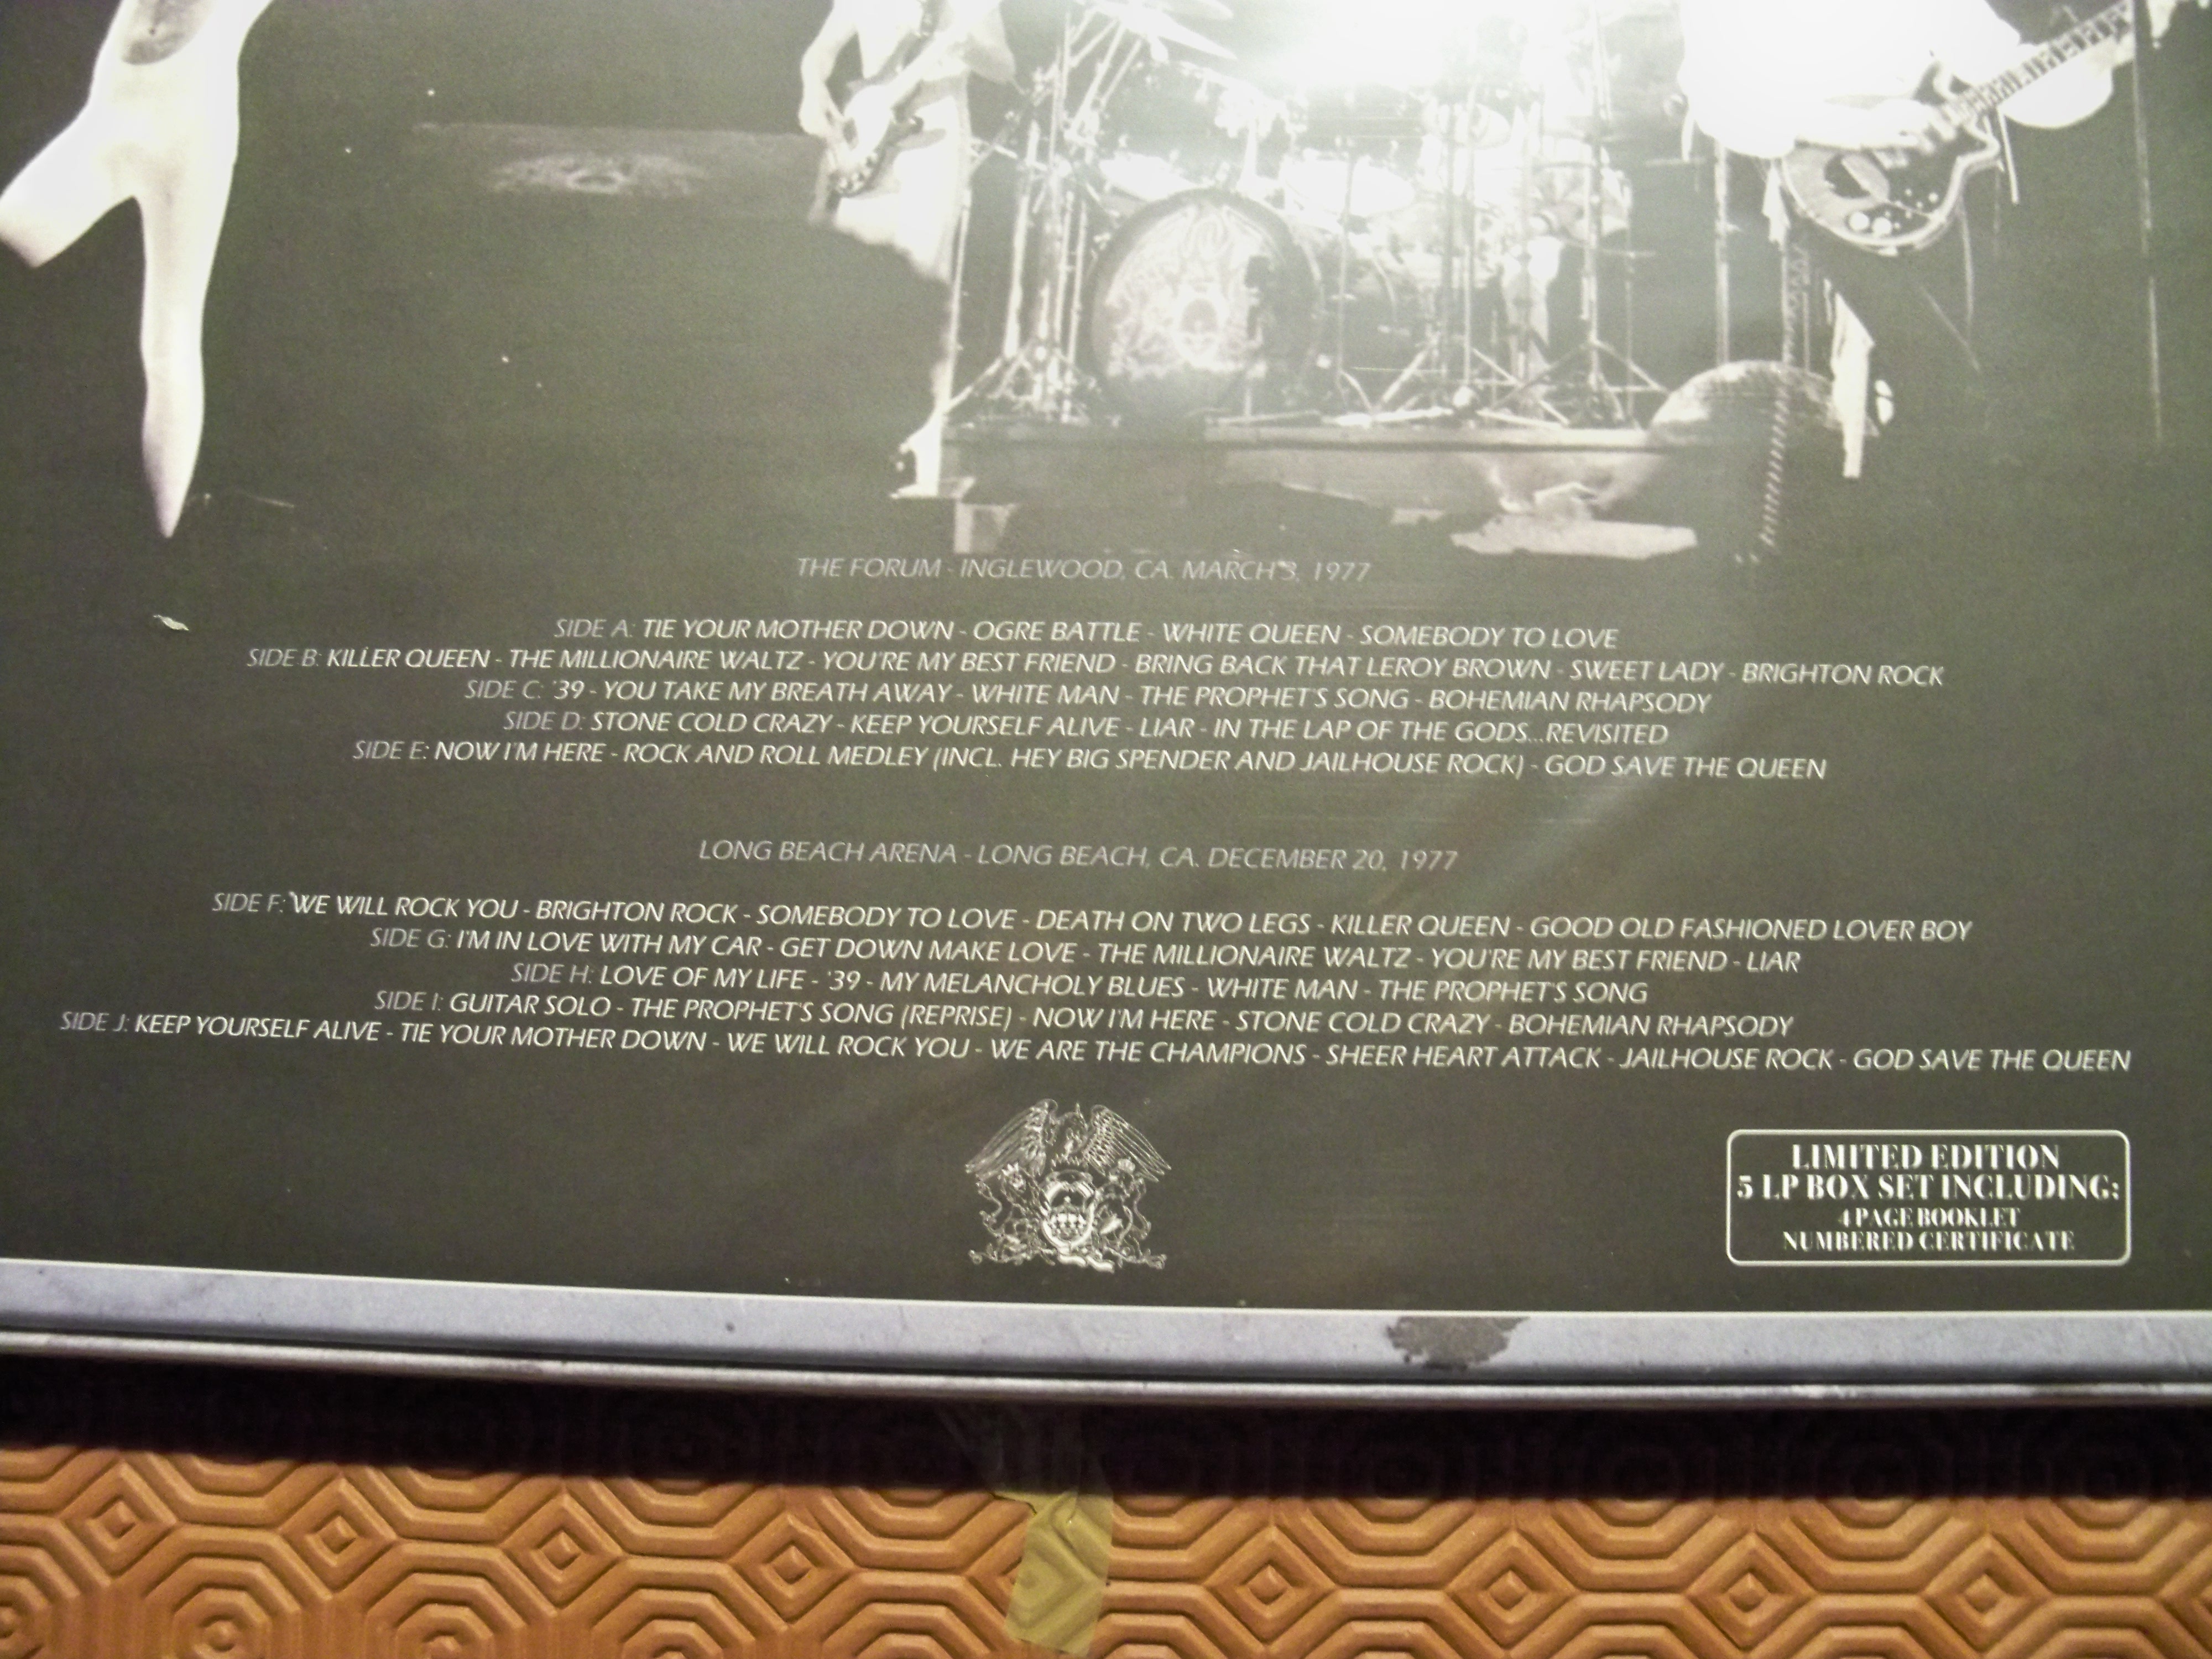 THE FORUM - INGLEWOOD, CA. MARCH 3, 1977
SIDE A: TIE YOUR MOTHER DOWN - OGRE BATTLE - WHITE QUEEN - SOMEBODY TO LOVE
SIDE B: KILLER QUEEN - THE MILLIONAIRE WALTZ - YOU'RE MY BEST FRIEND - BRING BACK THAT LEROY BROWN - SWEET LADY - BRIGHTON ROCK
SIDE C: '39 - YOU TAKE MY BREATH AWAY - WHITE MAN - THE PROPHET'S SONG - BOHEMIAN RHAPSODY
SIDE D: STONE COLD CRAZY - KEEP YOURSELF ALIVE - LIAR - IN THE LAP OF THE GODS...REVISITED
SIDE E: NOW I'M HERE - ROCK AND ROLL MEDLEY (INCL. HEY BIG SPENDER AND JAILHOUSE ROCK) - GOD SAVE THE QUEEN
LONG BEACH ARENA - LONG BEACH, CA. DECEMBER 20, 1977
SIDE F: WE WILL ROCK YOU - BRIGHTON ROCK - SOMEBODY TO LOVE - DEATH ON TWO LEGS - KILLER QUEEN - GOOD OLD FASHIONED LOVER BOY
SIDE G: I'M IN LOVE WITH MY CAR - GET DOWN MAKE LOVE - THE MILLIONAIRE WALTZ - YOU'RE MY BEST FRIEND - LIAR
SIDE H: LOVE OF MY LIFE - '39 - MY MELANCHOLY BLUES - WHITE MAN - THE PROPHET'S SONG
SIDE I: GUITAR SOLO - THE PROPHET'S SONG (REPRISE) - NOW I'M HERE - STONE COLD CRAZY - BOHEMIAN RHAPSODY
SIDE J: KEEP YOURSELF ALIVE - TIE YOUR MOTHER DOWN - WE WILL ROCK YOU - WE ARE THE CHAMPIONS - SHEER HEART ATTACK - JAILHOUSE ROCK - GOD SAVE THE QUEEN
LIMITED EDITION
5 LP BOX SET INCLUDING:
4 PAGE BOOKLET
NUMBERED CERTIFICATE